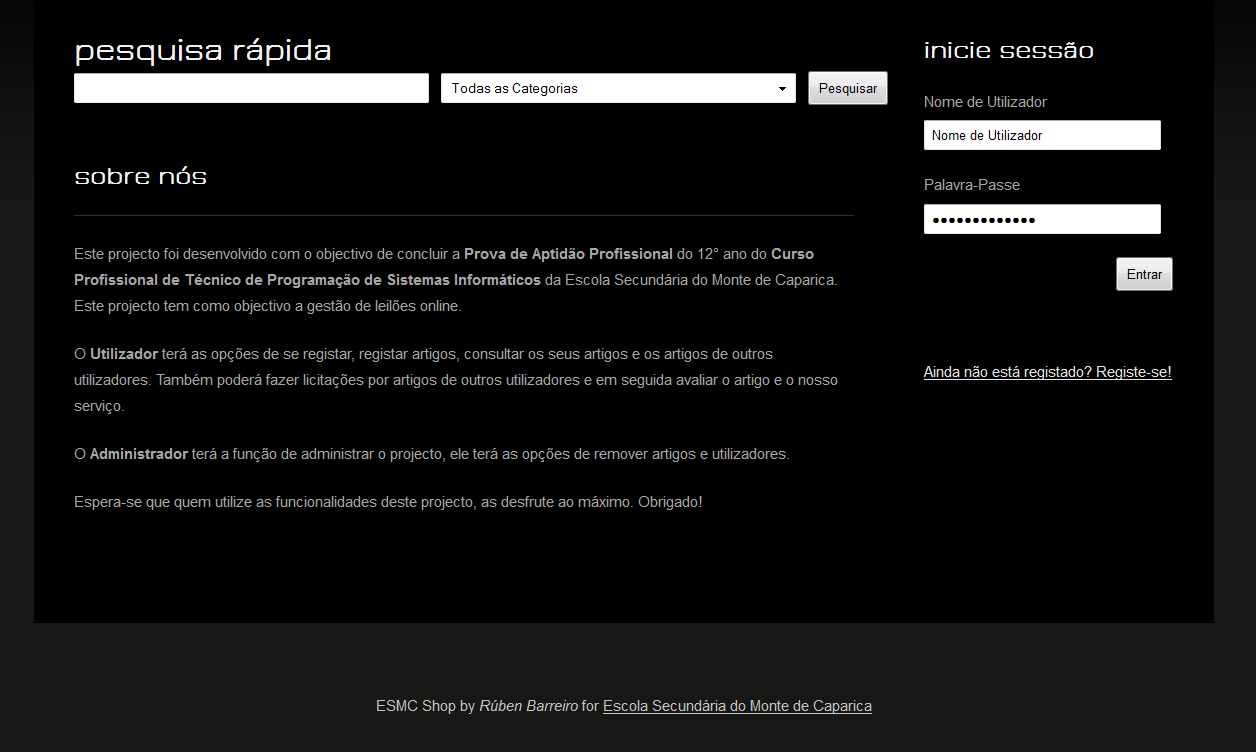 pesquisa rápida
Todas as Categorias
Pesquisar
sobre nós
Este projecto foi desenvolvido com o objectivo de concluir a Prova de Aptidão Profissional do 12° ano do Curso
Profissional de Técnico de Programação de Sistemas Informáticos da Escola Secundária do Monte de Caparica.
Este projecto tem como objectivo a gestão de leilões online.
O Utilizador terá as opções de se registar, registar artigos, consultar os seus artigos e os artigos de outros
utilizadores. Também poderá fazer licitações por artigos de outros utilizadores e em seguida avaliar o artigo e o nosso
serviço.
O Administrador terá a função de administrar o projecto, ele terá as opções de remover artigos e utilizadores.
Espera-se que quem utilize as funcionalidades deste projecto, as desfrute ao máximo. Obrigado!
inicie sessão
Nome de Utilizador
Nome de Utilizador
Palavra-Passe
•••••••••••••
Entrar
Ainda não está registado? Registe-se!
ESMC Shop by Rúben Barreiro for Escola Secundária do Monte de Caparica